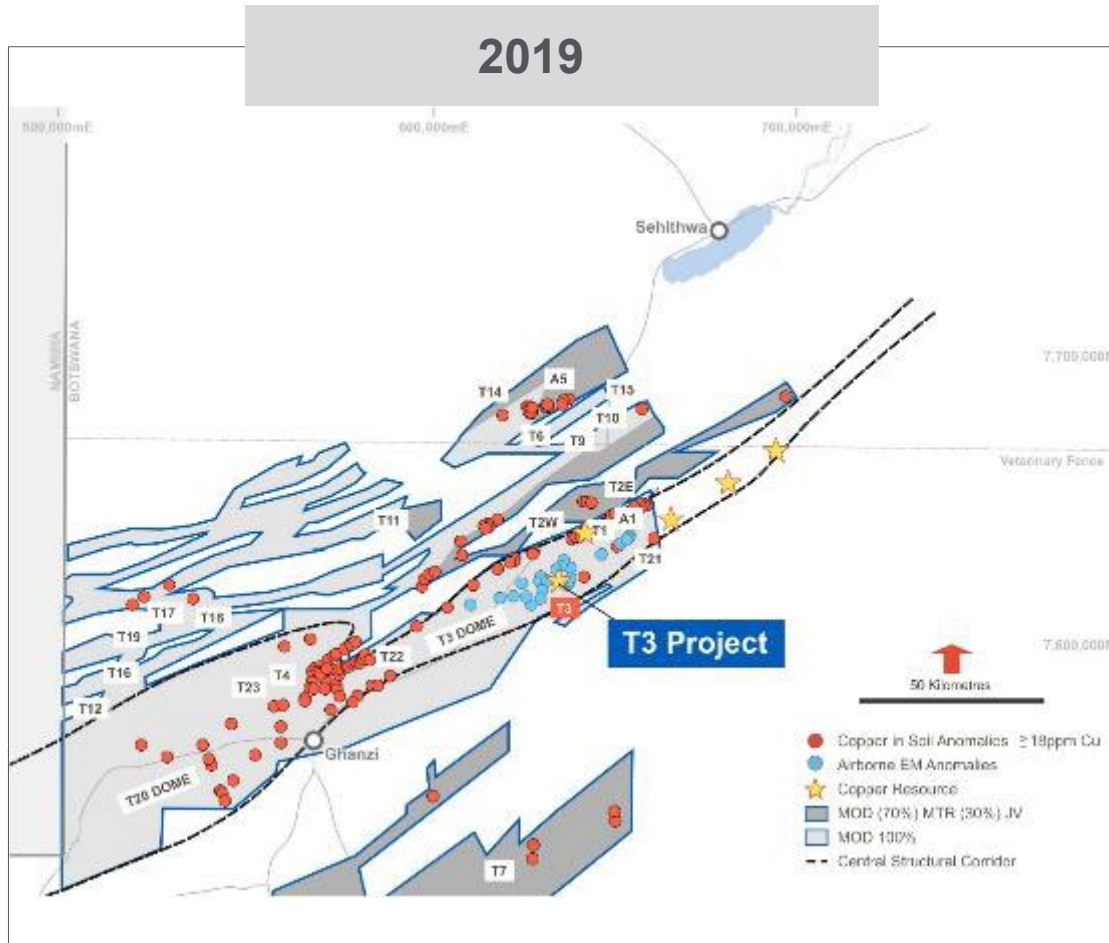 2019
500,000mE
600,000mE
700,000mE
Sehithwa
NAMIBIA
BOTSWANA
7,700,000N
T14
A5
T15
T10
T6
T9
Veterinary Fence
T2E
T11
T2W
T1
A1
T21
T17
T18
T3
T3 DOME
T19
T3 Project
7,600,000N
T22
T4
T16
T23
T12
50 Kilometres
Ghanzi
T20 DOME
T7
Copper in Soil Anomalies ≥18ppm Cu
Airborne EM Anomalies
Copper Resource
MOD (70%) MTR (30%) JV
MOD 100%
Central Structural Corridor